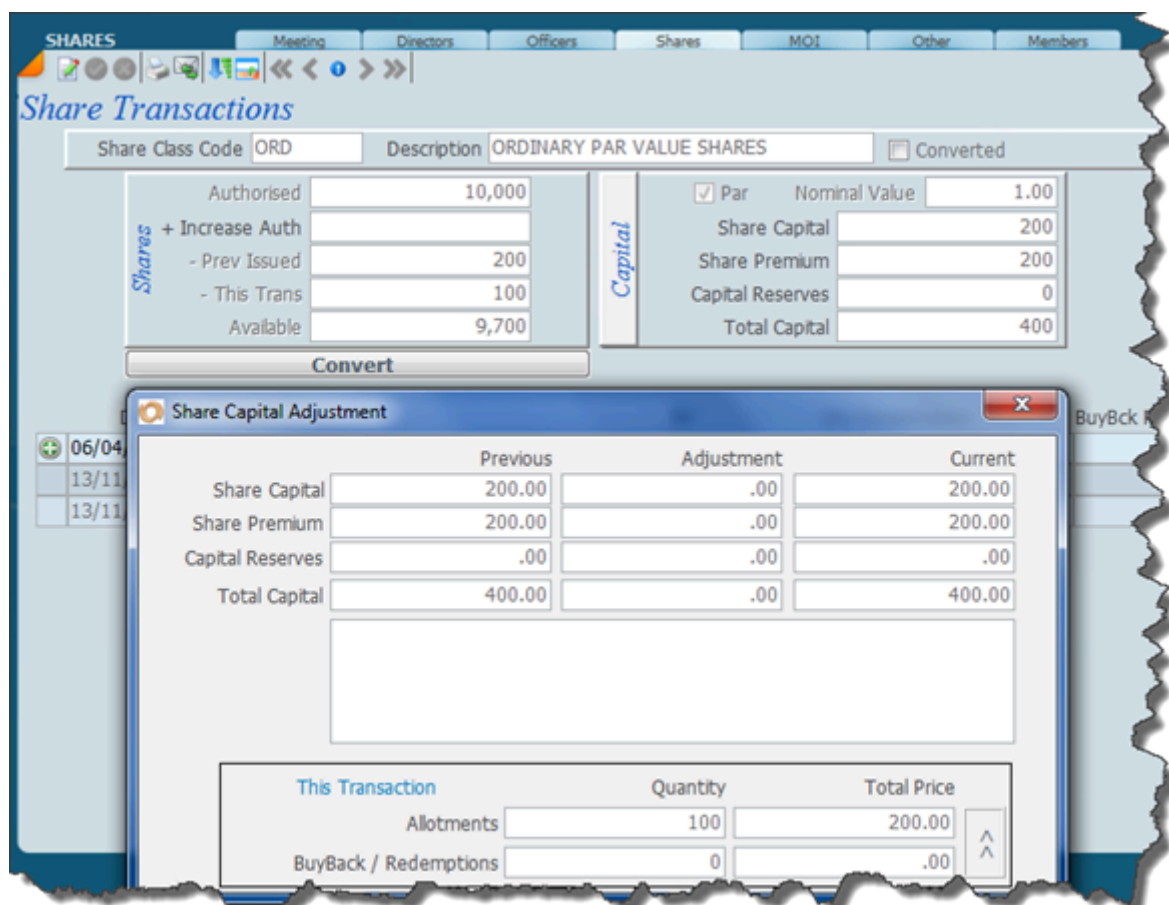 SHARES Meeting Directors Officers Shares MOI Other Members
Share Transactions
Share Class Code ORD Description ORDINARY PAR VALUE SHARES Converted
Shares
Authorised 10,000
+ Increase Auth
- Prev Issued 200
- This Trans 100
Available 9,700
Capital
Par Nominal Value 1.00
Share Capital 200
Share Premium 200
Capital Reserves 0
Total Capital 400
Convert
BuyBck
06/04/
13/11/
13/11/
Share Capital Adjustment
Previous Adjustment Current
Share Capital 200.00 .00 200.00
Share Premium 200.00 .00 200.00
Capital Reserves .00 .00 .00
Total Capital 400.00 .00 400.00
This Transaction Quantity Total Price
Allotments 100 200.00
BuyBack / Redemptions 0 .00